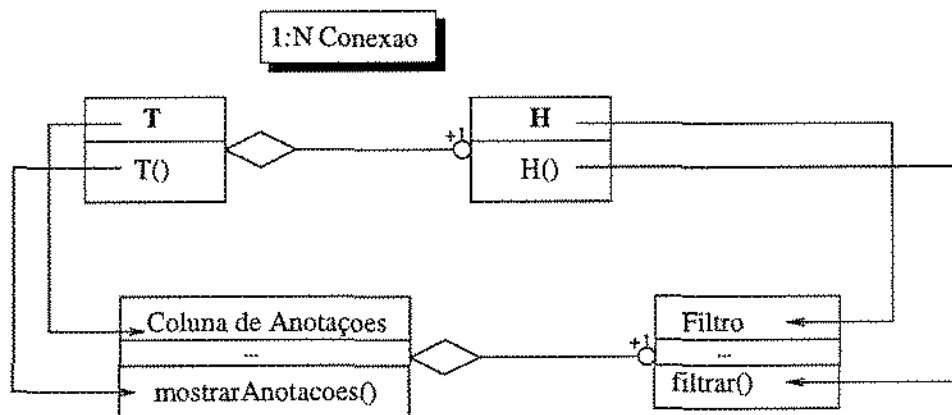 1:N Conexao
T
+1
H
T()
H()
Coluna de Anotaçoes
+1
Filtro
...
...
mostrarAnotacoes()
filtrar()